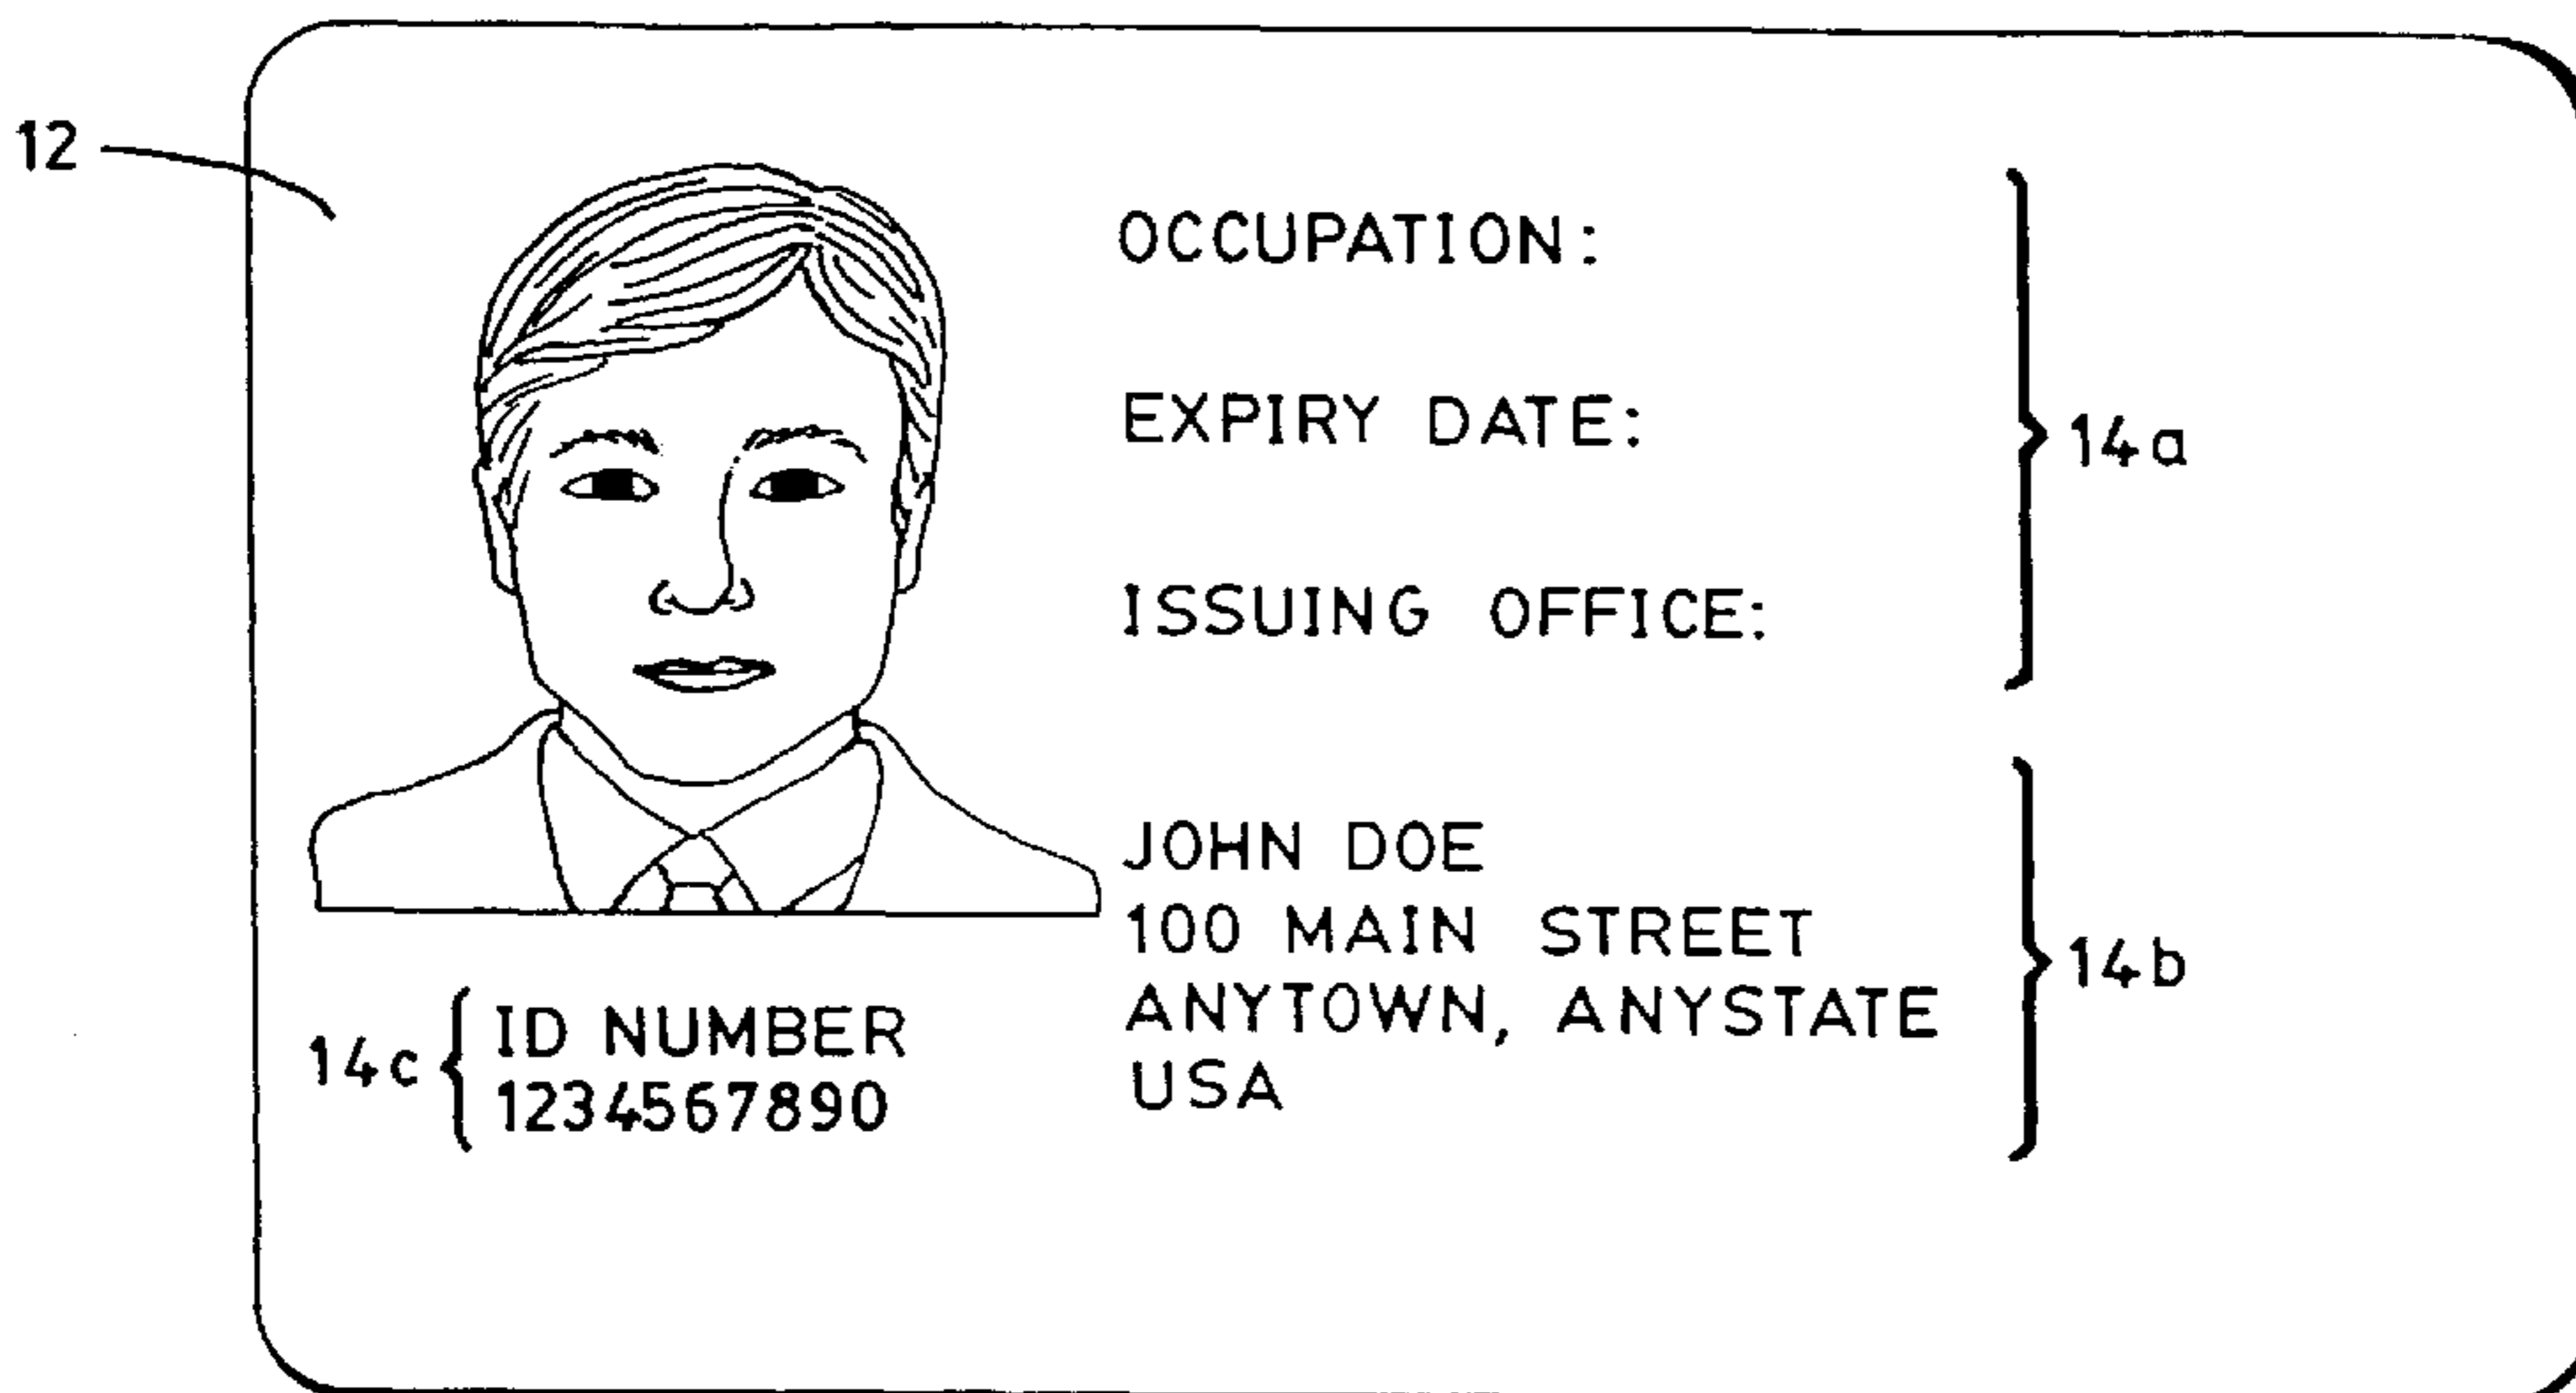 12
OCCUPATION:
EXPIRY DATE:
14a
ISSUING OFFICE:
JOHN DOE
100 MAIN STREET
14b
ANYTOWN, ANYSTATE
USA
14c
ID NUMBER
1234567890